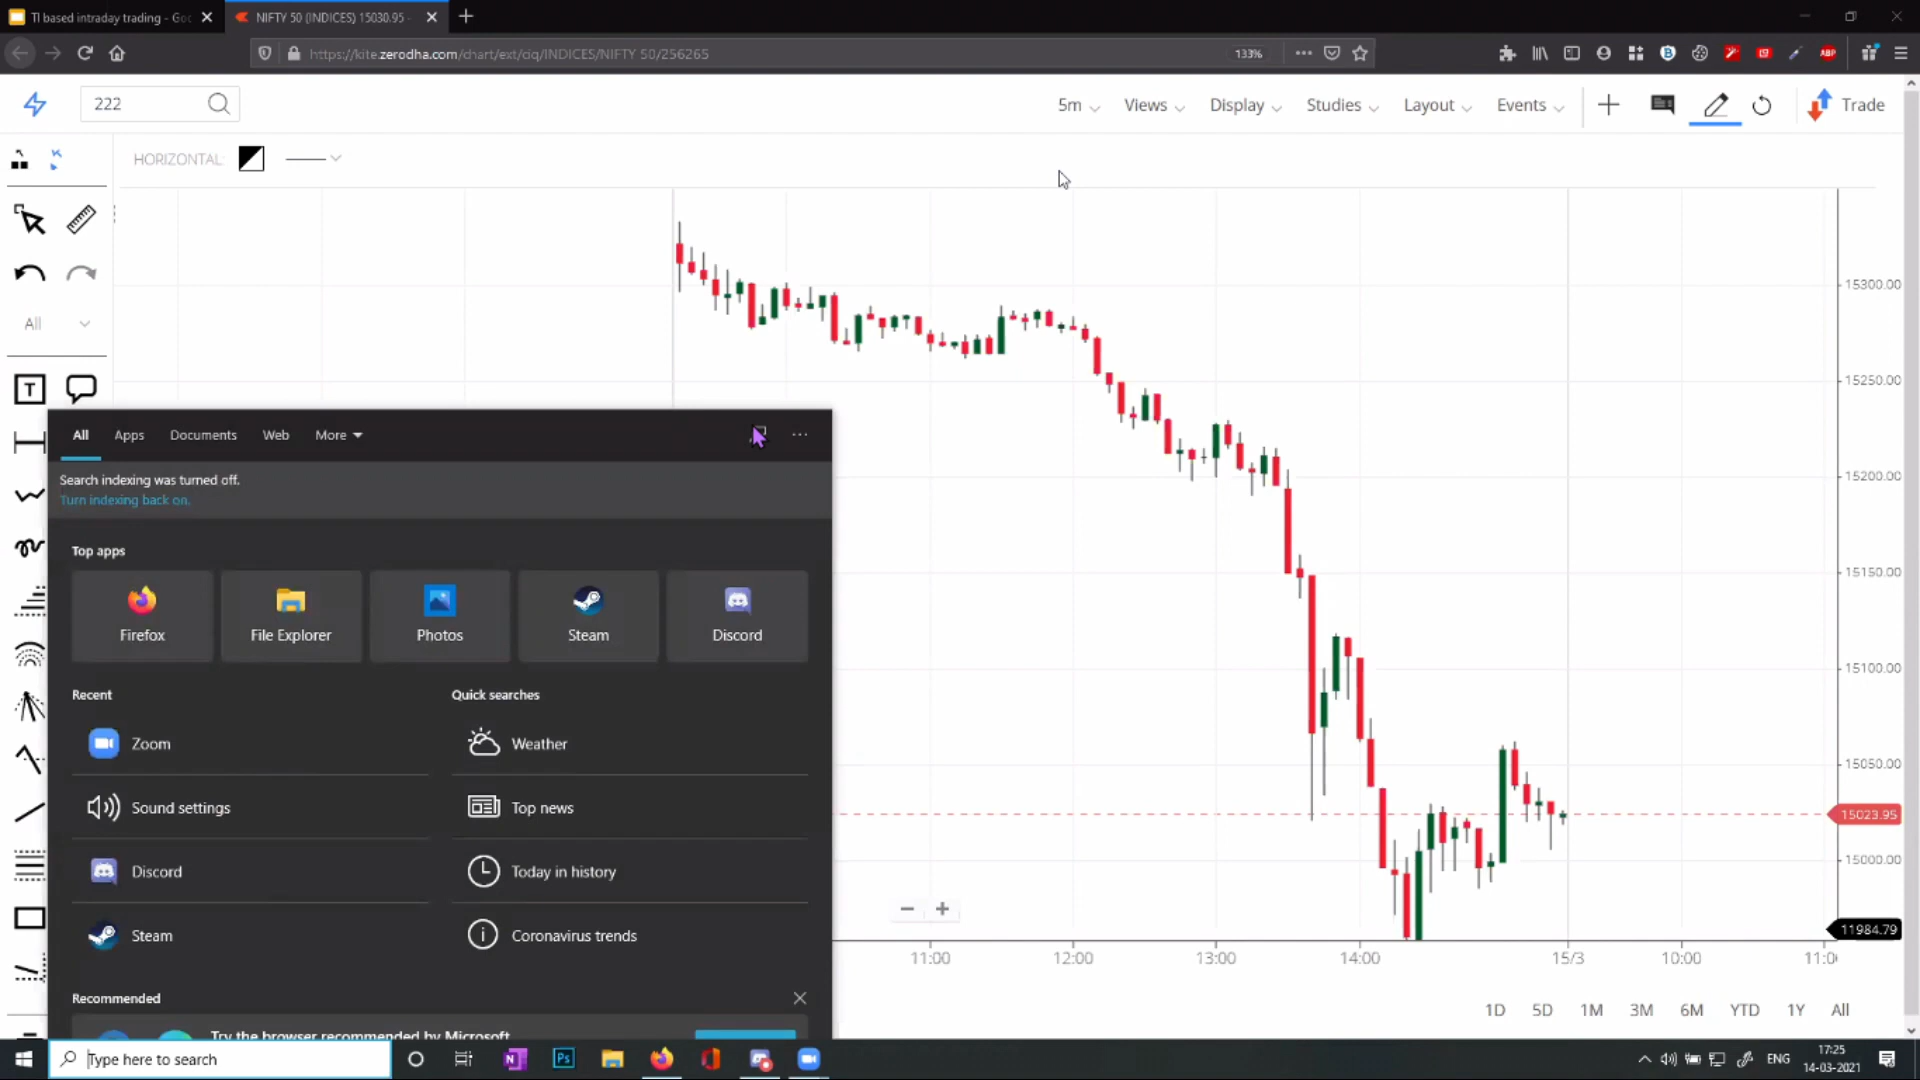 TI based intraday trading - Goo
NIFTY 50 (INDICES) 15030.95 -
https://kite.zerodha.com/chart/ext/ciq/INDICES/NIFTY 50/256265
133%
ABP
222
5m
Views
Display
Studies
Layout
Events
Trade
HORIZONTAL
All
T
15300.00
15250.00
15200.00
15150.00
15100.00
15050.00
15023.95
15000.00
11984.79
All
Apps
Documents
Web
More
Search indexing was turned off.
Turn indexing back on.
Top apps
Firefox
File Explorer
Photos
Steam
Discord
Recent
Quick searches
Zoom
Weather
Sound settings
Top news
Discord
Today in history
Steam
Coronavirus trends
Recommended
Try the browser recommended by Microsoft
11:00
12:00
13:00
14:00
15/3
10:00
11:0
1D
5D
1M
3M
6M
YTD
1Y
All
Type here to search
N
Ps
ENG
17:25
14-03-2021